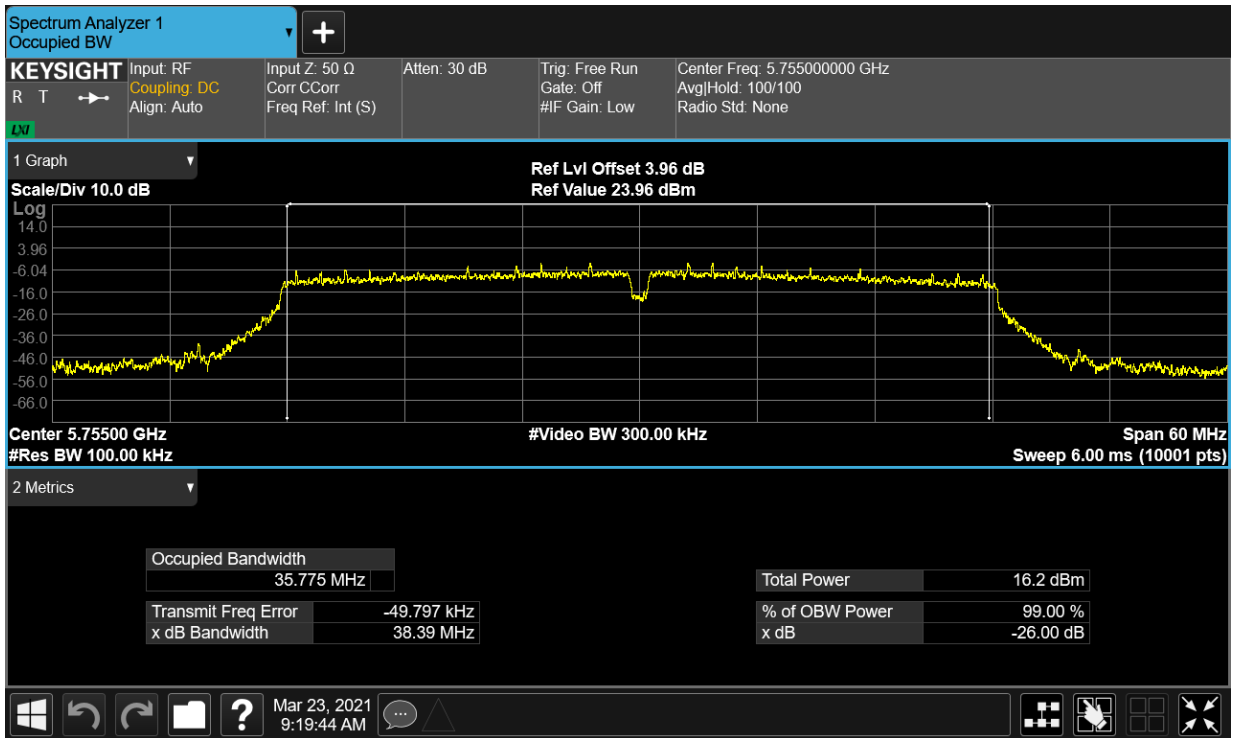 Spectrum Analyzer 1
Occupied BW
KEYSIGHT
R T
LXI
Input: RF
Coupling: DC
Align: Auto
Input Z: 50 Ω
Corr CCorr
Freq Ref: Int (S)
Atten: 30 dB
Trig: Free Run
Gate: Off
#IF Gain: Low
Center Freq: 5.755000000 GHz
Avg|Hold: 100/100
Radio Std: None
1 Graph
Scale/Div 10.0 dB
Ref Lvl Offset 3.96 dB
Ref Value 23.96 dBm
Log
14.0
3.96
-6.04
-16.0
-26.0
-36.0
-46.0
-56.0
-66.0
Center 5.75500 GHz
#Video BW 300.00 kHz
Span 60 MHz
#Res BW 100.00 kHz
Sweep 6.00 ms (10001 pts)
2 Metrics
Occupied Bandwidth
35.775 MHz
Transmit Freq Error -49.797 kHz
x dB Bandwidth 38.39 MHz
Total Power 16.2 dBm
% of OBW Power 99.00 %
x dB -26.00 dB
?
Mar 23, 2021
9:19:44 AM